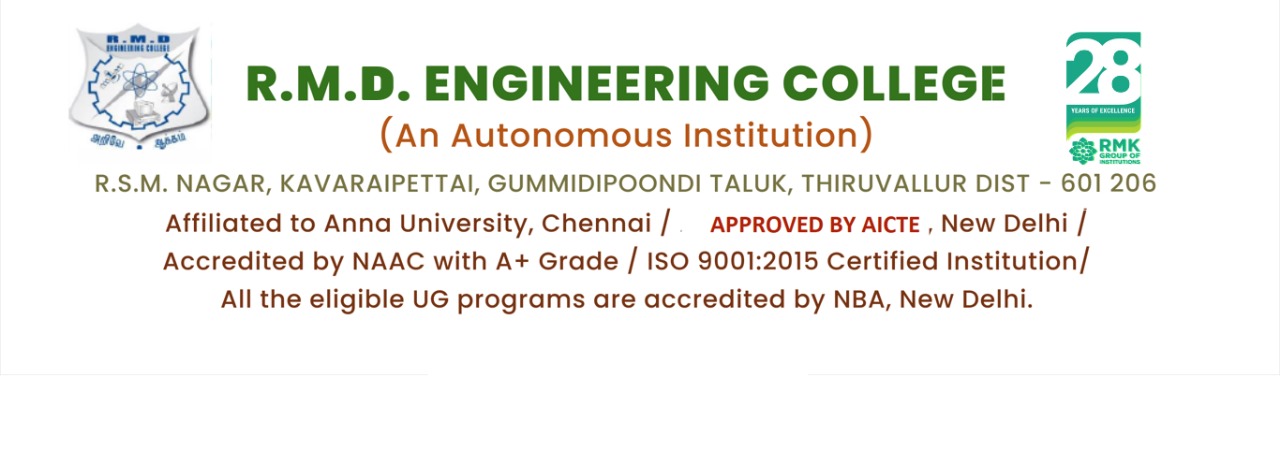 R.M.D
ENGINEERING COLLEGE
அறிவே ஆக்கம்
R.M.D. ENGINEERING COLLEGE
(An Autonomous Institution)
28
YEARS OF EXCELLENCE
RMK
GROUP OF
INSTITUTIONS
R.S.M. NAGAR, KAVARAIPETTAI, GUMMIDIPOONDI TALUK, THIRUVALLUR DIST - 601 206
Affiliated to Anna University, Chennai / APPROVED BY AICTE , New Delhi /
Accredited by NAAC with A+ Grade / ISO 9001:2015 Certified Institution/
All the eligible UG programs are accredited by NBA, New Delhi.